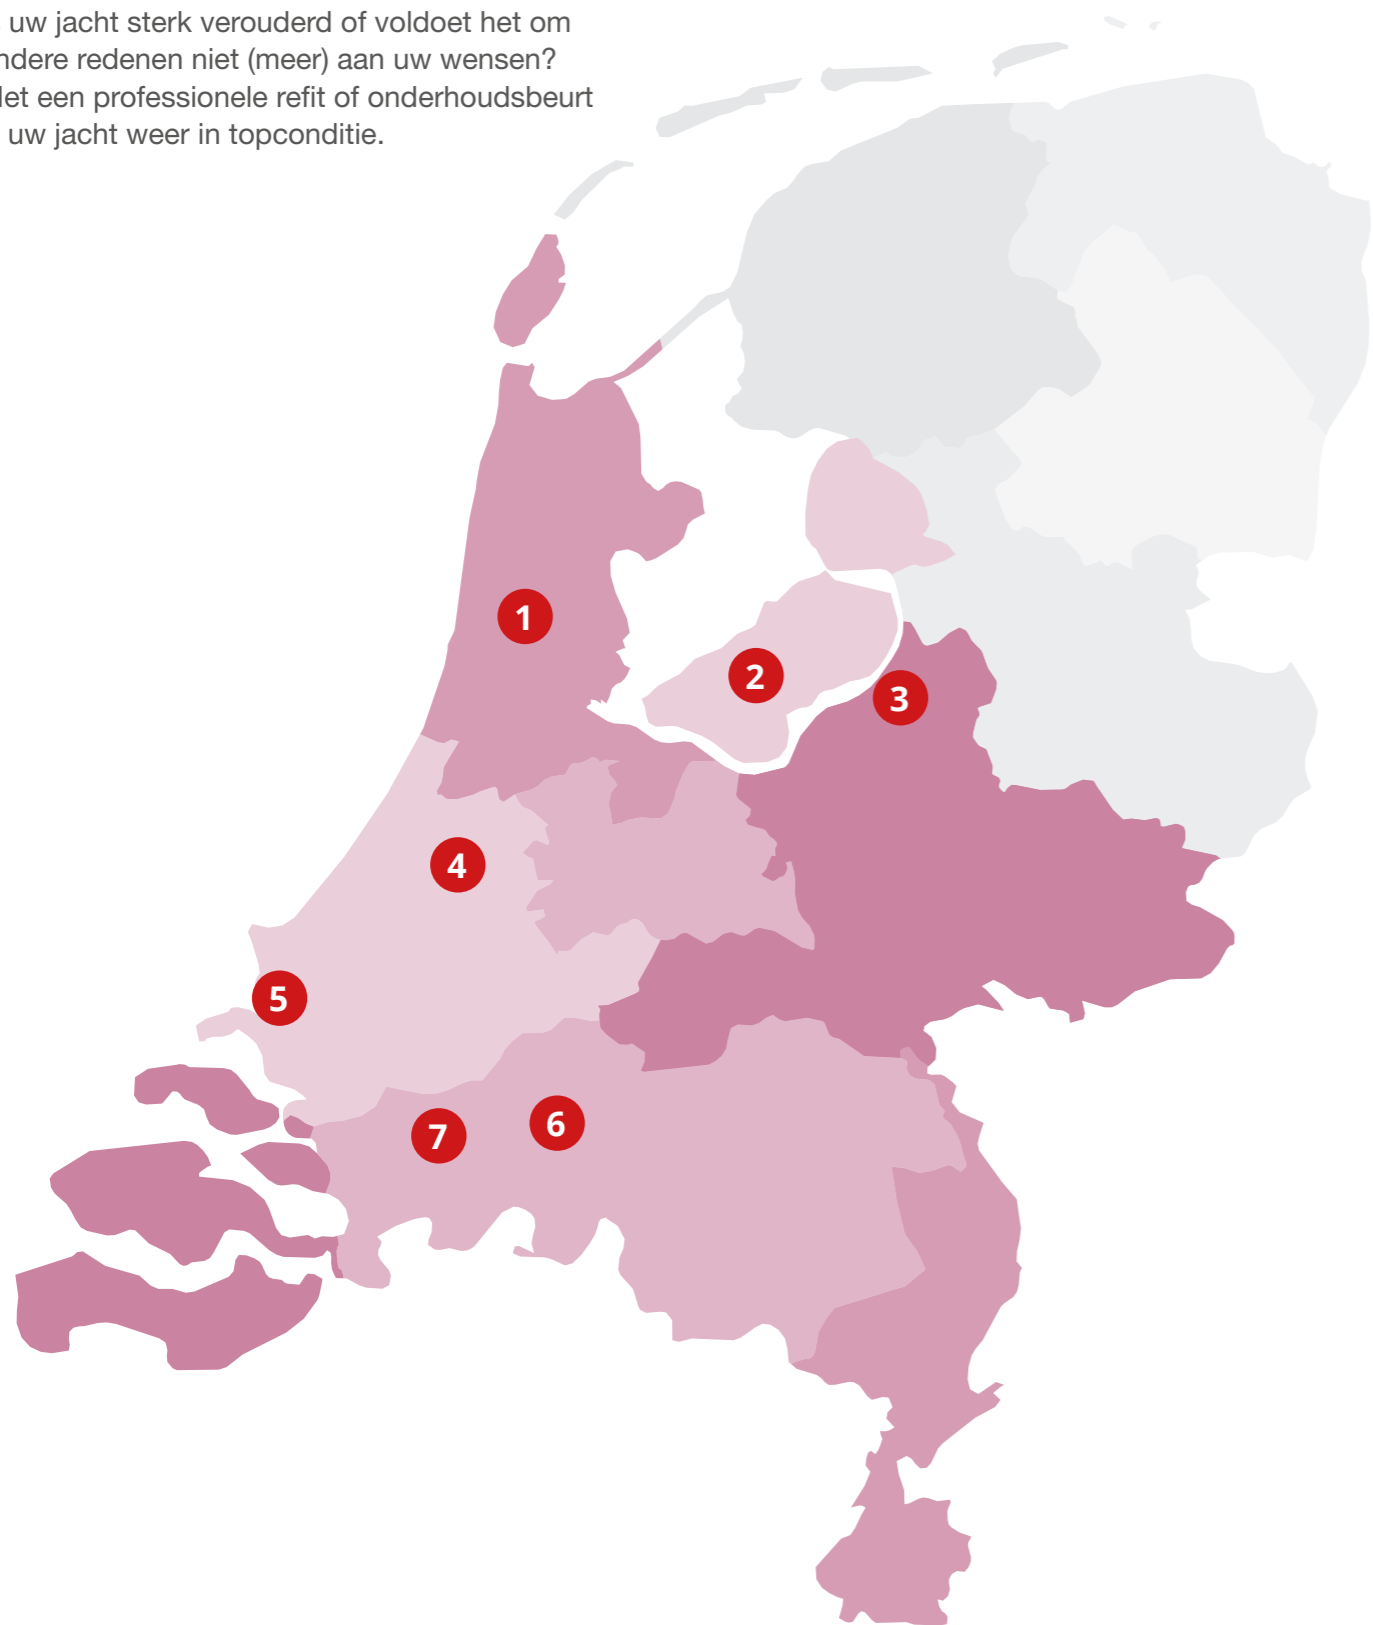 uw jacht sterk verouderd of voldoet het om
ndere redenen niet (meer) aan uw wensen?
et een professionele refit of onderhoudsbeurt
uw jacht weer in topconditie.
1
2
3
4
5
6
7